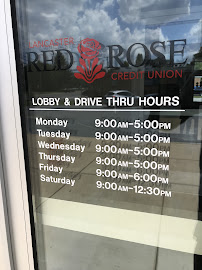 LANCASTER
RED ROSE
CREDIT UNION
LOBBY & DRIVE THRU HOURS
Monday 9:00AM-5:00PM
Tuesday 9:00AM-5:00PM
Wednesday 9:00AM-5:00PM
Thursday 9:00AM-5:00PM
Friday 9:00AM-6:00PM
Saturday 9:00AM-12:30PM